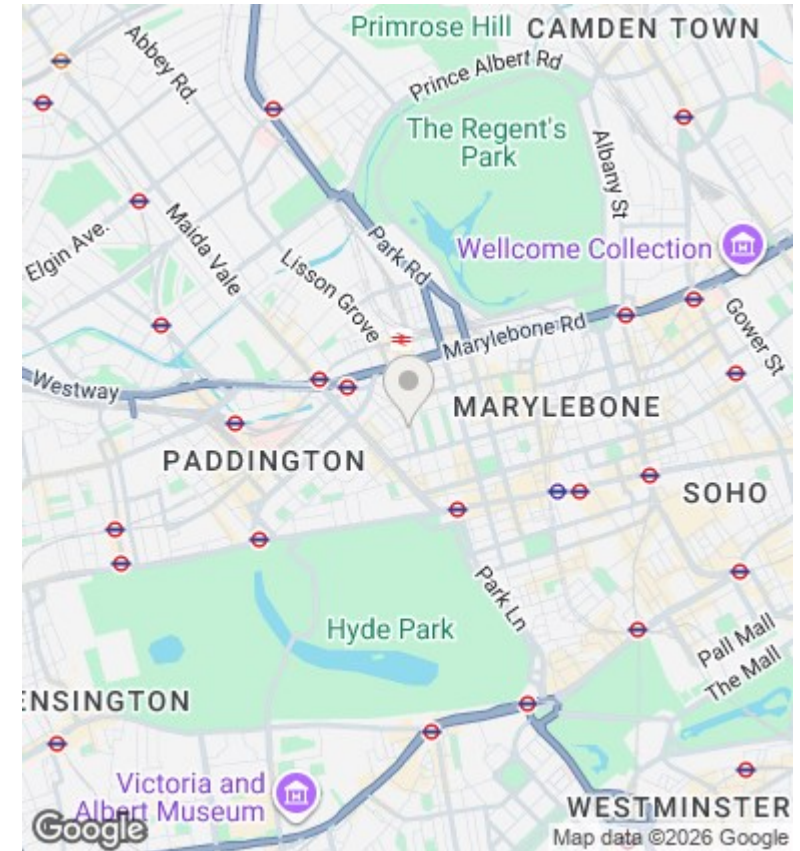 Primrose Hill
CAMDEN TOWN
Abbey Rd.
Prince Albert Rd
The Regent's
Park
Albany St
Elgin Ave.
Maida Vale
Lisson Grove
Park Rd
Wellcome Collection
Gower St
Marylebone Rd
Westway
MARYLEBONE
PADDINGTON
SOHO
Park Ln
Hyde Park
Pall Mall
The Mall
ENSINGTON
Victoria and
Albert Museum
WESTMINSTER
Google
Map data ©2026 Google